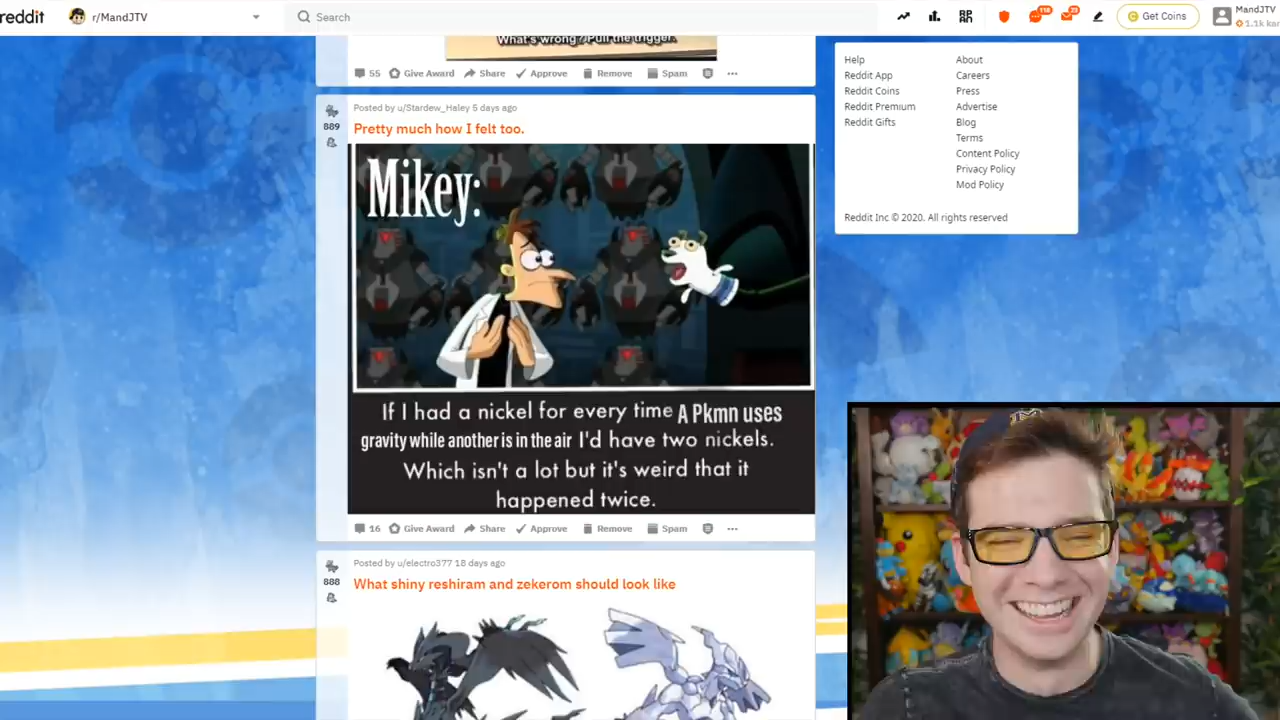 reddit
r/MandJTV
Search
110
23
Get Coins
MandJTV
1.1k kar
What's wrong? Pull the trigger.
55 Give Award Share Approve Remove Spam
Posted by u/Stardew_Haley 5 days ago
889
Pretty much how I felt too.
Mikey:
If I had a nickel for every time A Pkmn uses
gravity while another is in the air I'd have two nickels.
Which isn't a lot but it's weird that it
happened twice.
16 Give Award Share Approve Remove Spam
Posted by u/electro377 18 days ago
888
What shiny reshiram and zekerom should look like
Help About
Reddit App Careers
Reddit Coins Press
Reddit Premium Advertise
Reddit Gifts Blog
Terms
Content Policy
Privacy Policy
Mod Policy
Reddit Inc © 2020. All rights reserved